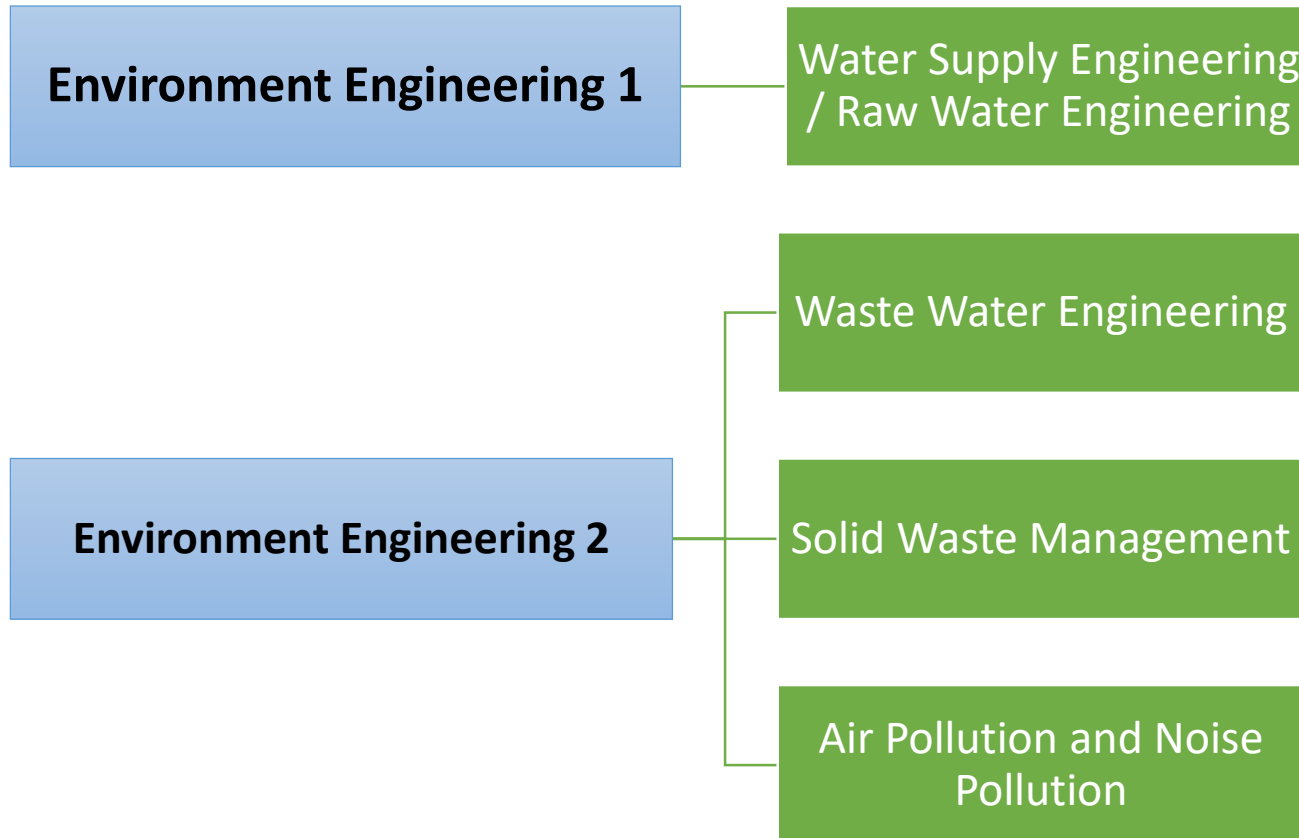 Environment Engineering 1
Water Supply Engineering
/ Raw Water Engineering
Waste Water Engineering
Environment Engineering 2
Solid Waste Management
Air Pollution and Noise
Pollution